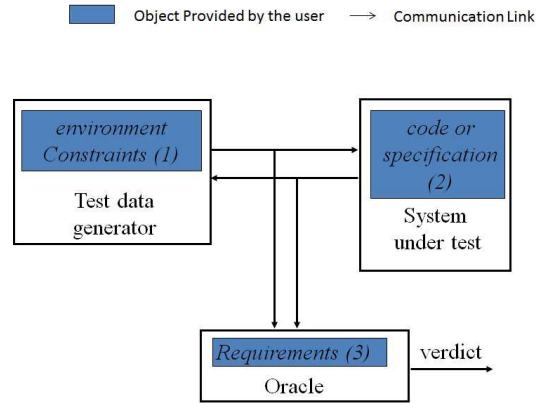 Object Provided by the user
Communication Link
environment
Constraints (1)
Test data
generator
code or
specification
(2)
System
under test
Requirements (3)
Oracle
verdict